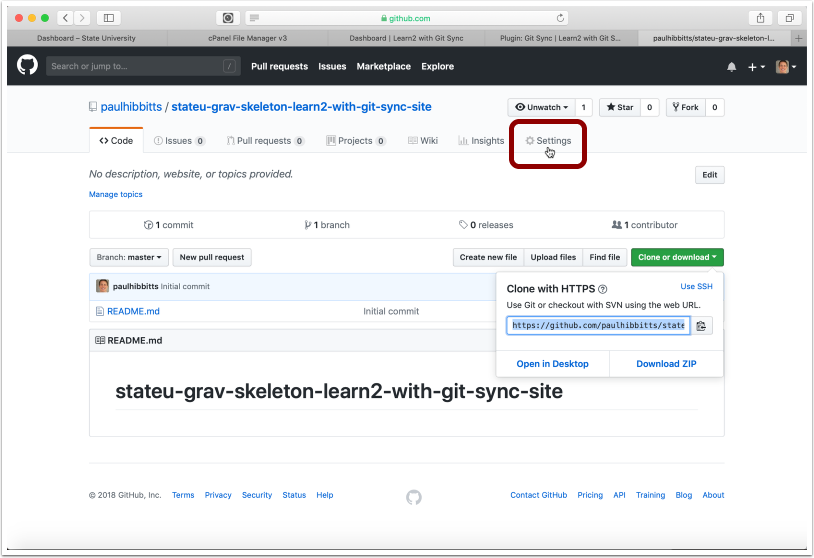 github.com
Dashboard – State University
cPanel File Manager v3
Dashboard | Learn2 with Git Sync
Plugin: Git Sync | Learn2 with Git S...
paulhibbitts/stateu-grav-skeleton-l...
Search or jump to...
/
Pull requests Issues Marketplace Explore
paulhibbitts / stateu-grav-skeleton-learn2-with-git-sync-site
Unwatch 1 Star 0 Fork 0
Code Issues 0 Pull requests 0 Projects 0 Wiki Insights Settings
No description, website, or topics provided.
Edit
Manage topics
1 commit 1 branch 0 releases 1 contributor
Branch: master New pull request Create new file Upload files Find file Clone or download
paulhibbitts Initial commit
README.md Initial commit
README.md
stateu-grav-skeleton-learn2-with-git-sync-site
Clone with HTTPS ? Use SSH
Use Git or checkout with SVN using the web URL.
https://github.com/paulhibbitts/state
Open in Desktop Download ZIP
© 2018 GitHub, Inc. Terms Privacy Security Status Help Contact GitHub Pricing API Training Blog About